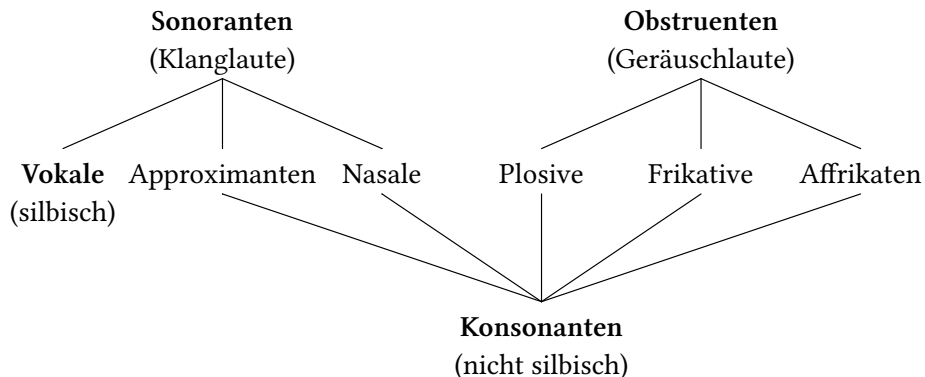 Sonoranten
(Klanglaute)
Obstruenten
(Geräuschlaute)
Vokale
(silbisch)
Approximanten
Nasale
Plosive
Frikative
Affrikaten
Konsonanten
(nicht silbisch)